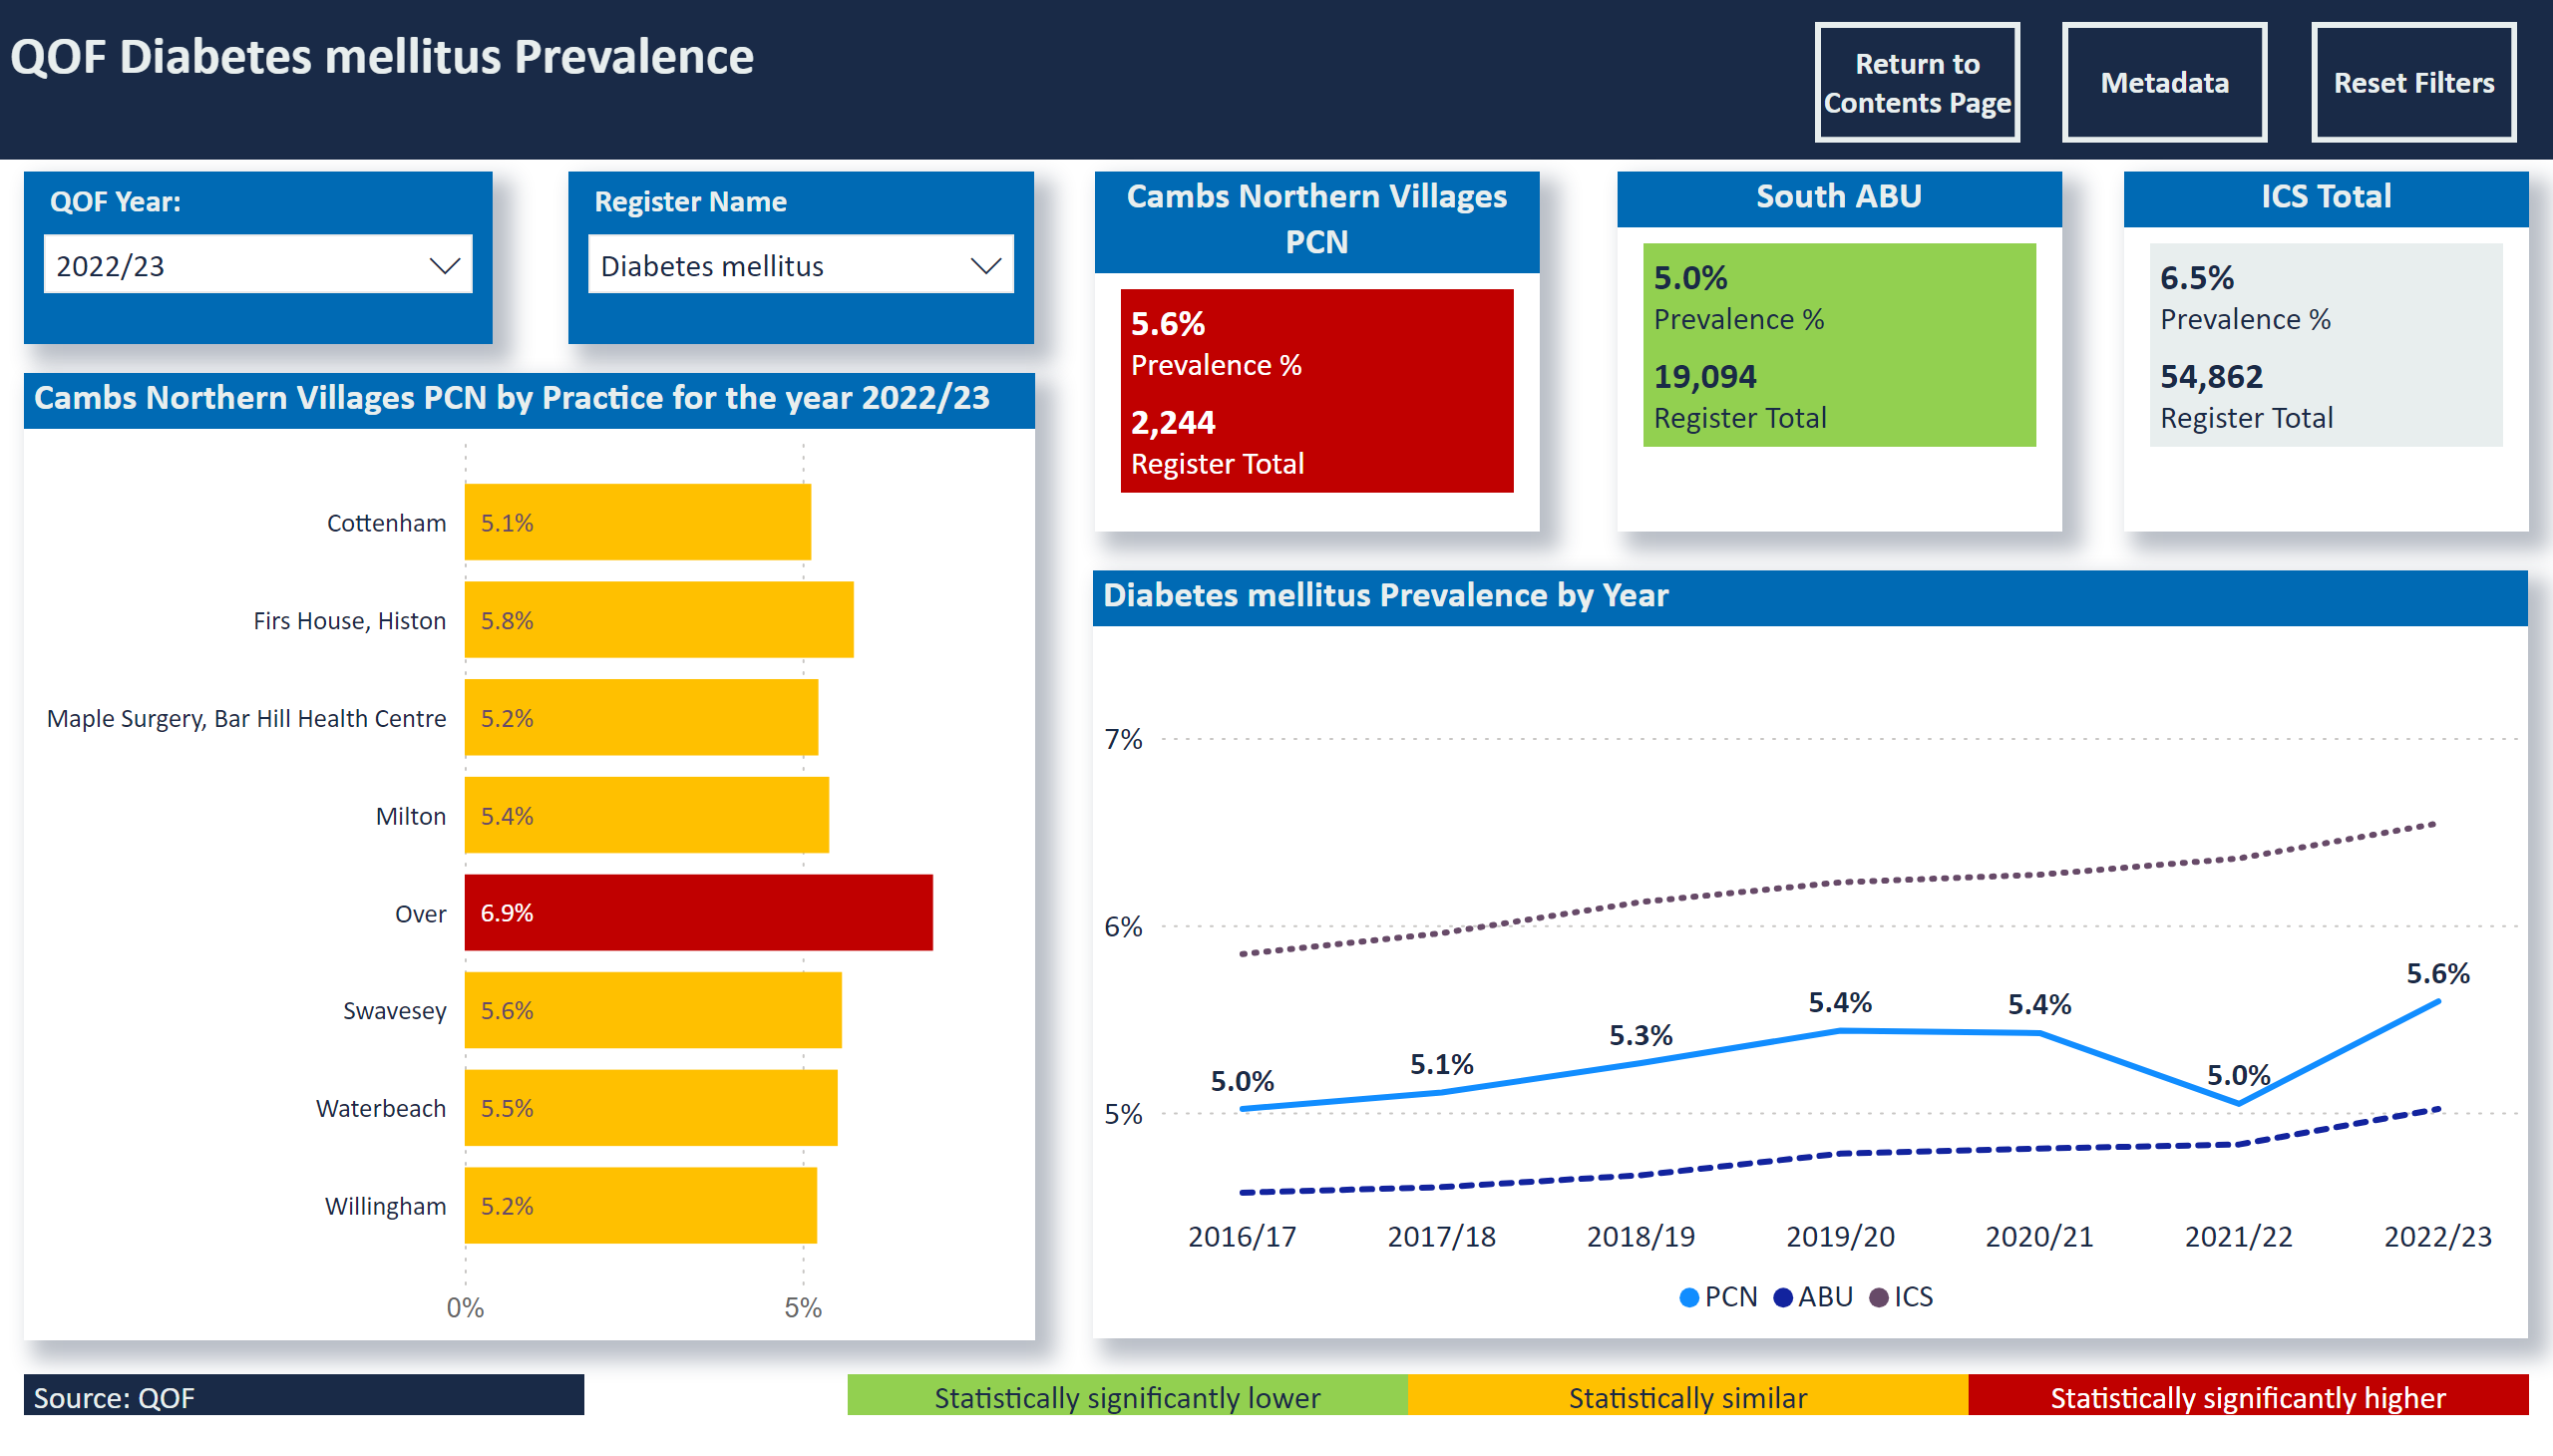 QOF Diabetes mellitus Prevalence
Return to
Contents Page
Metadata
Reset Filters
QOF Year:
2022/23
Register Name
Diabetes mellitus
Cambs Northern Villages
PCN
5.6%
Prevalence %
2,244
Register Total
South ABU
5.0%
Prevalence %
19,094
Register Total
ICS Total
6.5%
Prevalence %
54,862
Register Total
Cambs Northern Villages PCN by Practice for the year 2022/23
Cottenham 5.1%
Firs House, Histon 5.8%
Maple Surgery, Bar Hill Health Centre 5.2%
Milton 5.4%
Over 6.9%
Swavesey 5.6%
Waterbeach 5.5%
Willingham 5.2%
0% 5%
Diabetes mellitus Prevalence by Year
7%
6%
5%
5.0% 5.1% 5.3% 5.4% 5.4% 5.0% 5.6%
2016/17 2017/18 2018/19 2019/20 2020/21 2021/22 2022/23
PCN ABU ICS
Source: QOF
Statistically significantly lower
Statistically similar
Statistically significantly higher